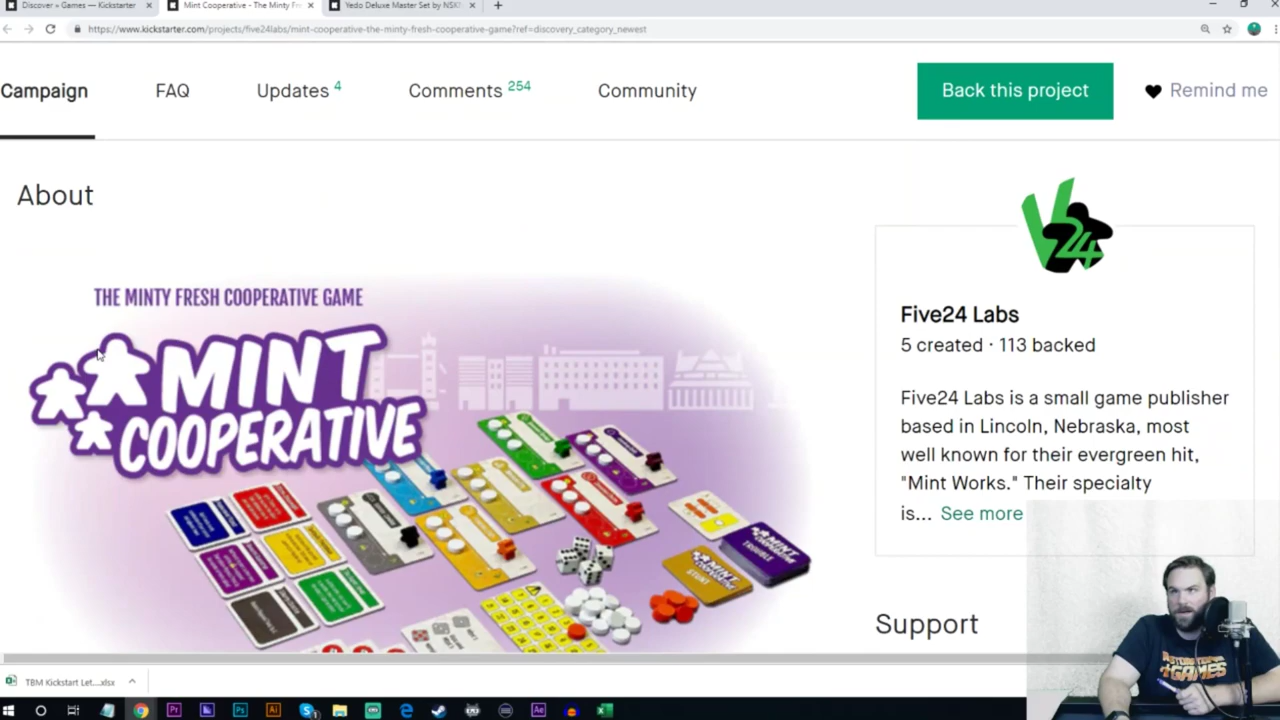 Discover » Games — Kickstarter
Mint Cooperative - The Minty Fr
Yedo Deluxe Master Set by NSKN
https://www.kickstarter.com/projects/five24labs/mint-cooperative-the-minty-fresh-cooperative-game?ref=discovery_category_newest
Campaign
FAQ
Updates 4
Comments 254
Community
Back this project
Remind me
About
THE MINTY FRESH COOPERATIVE GAME
MINT
COOPERATIVE
TROUBLE
STUNT
V24
Five24 Labs
5 created · 113 backed
Five24 Labs is a small game publisher
based in Lincoln, Nebraska, most
well known for their evergreen hit,
"Mint Works." Their specialty
is... See more
Support
GAMES
TBM Kickstart Let....xlsx